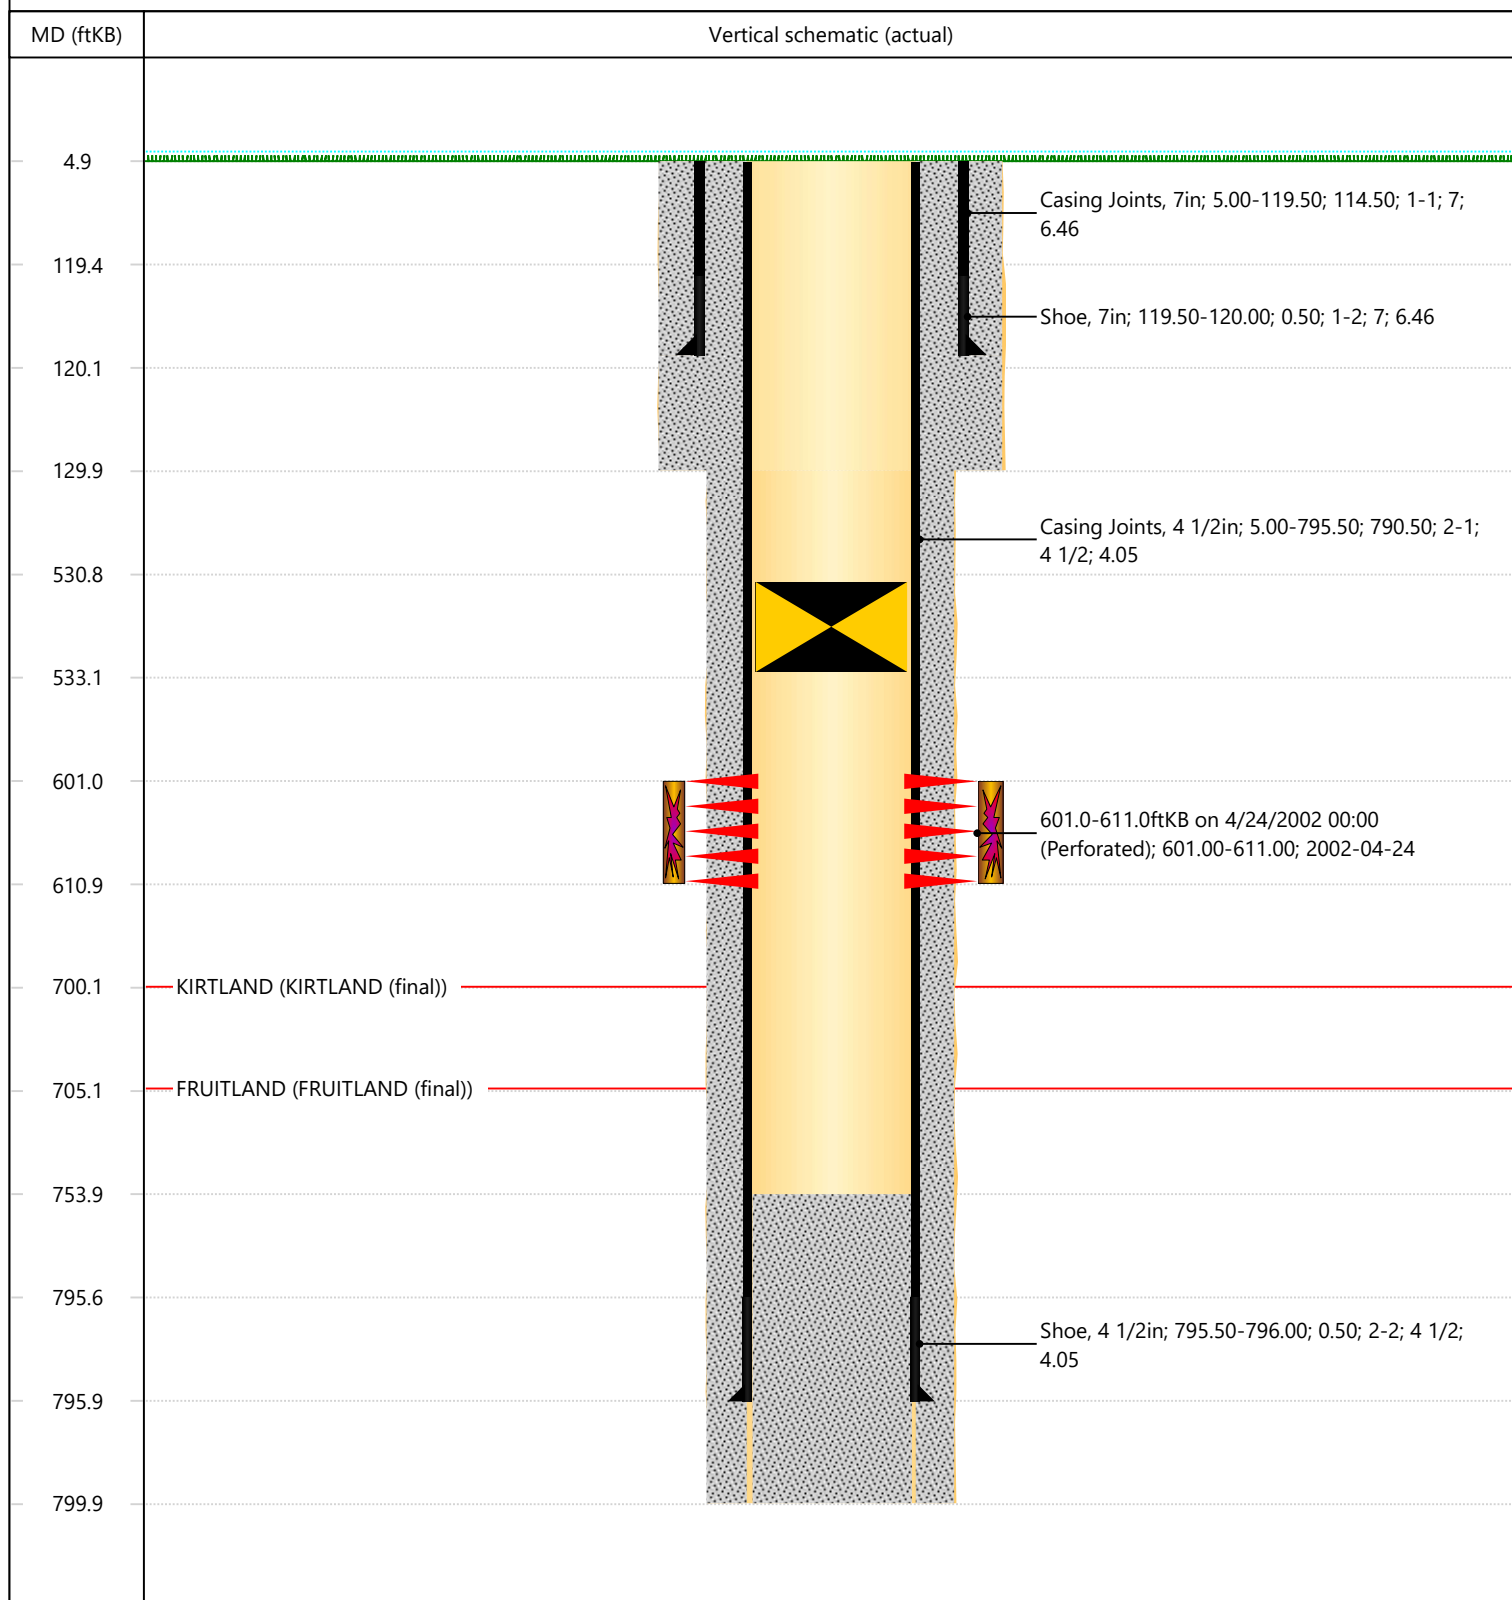 MD (ftKB)
Vertical schematic (actual)
4.9
Casing Joints, 7in; 5.00-119.50; 114.50; 1-1; 7;
6.46
119.4
Shoe, 7in; 119.50-120.00; 0.50; 1-2; 7; 6.46
120.1
129.9
Casing Joints, 4 1/2in; 5.00-795.50; 790.50; 2-1;
4 1/2; 4.05
530.8
533.1
601.0
601.0-611.0ftKB on 4/24/2002 00:00
(Perforated); 601.00-611.00; 2002-04-24
610.9
700.1
KIRTLAND (KIRTLAND (final))
705.1
FRUITLAND (FRUITLAND (final))
753.9
795.6
Shoe, 4 1/2in; 795.50-796.00; 0.50; 2-2; 4 1/2;
4.05
795.9
799.9